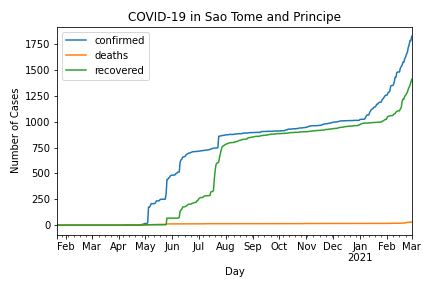 COVID-19 in Sao Tome and Principe
confirmed
deaths
recovered
Number of Cases
1750
1500
1250
1000
750
500
250
0
Feb Mar Apr May Jun Jul Aug Sep Oct Nov Dec Jan Feb Mar
2021
Day